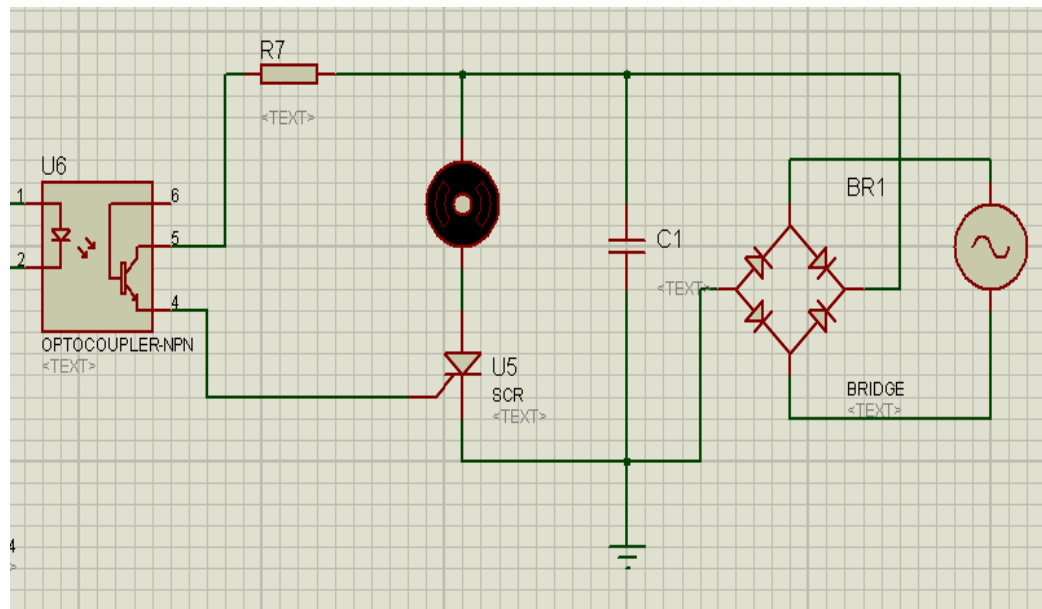 R7
<TEXT>
U6
1
2
6
5
4
OPTOCOUPLER-NPN
<TEXT>
U5
SCR
<TEXT>
C1
<TEXT>
BR1
BRIDGE
<TEXT>
4